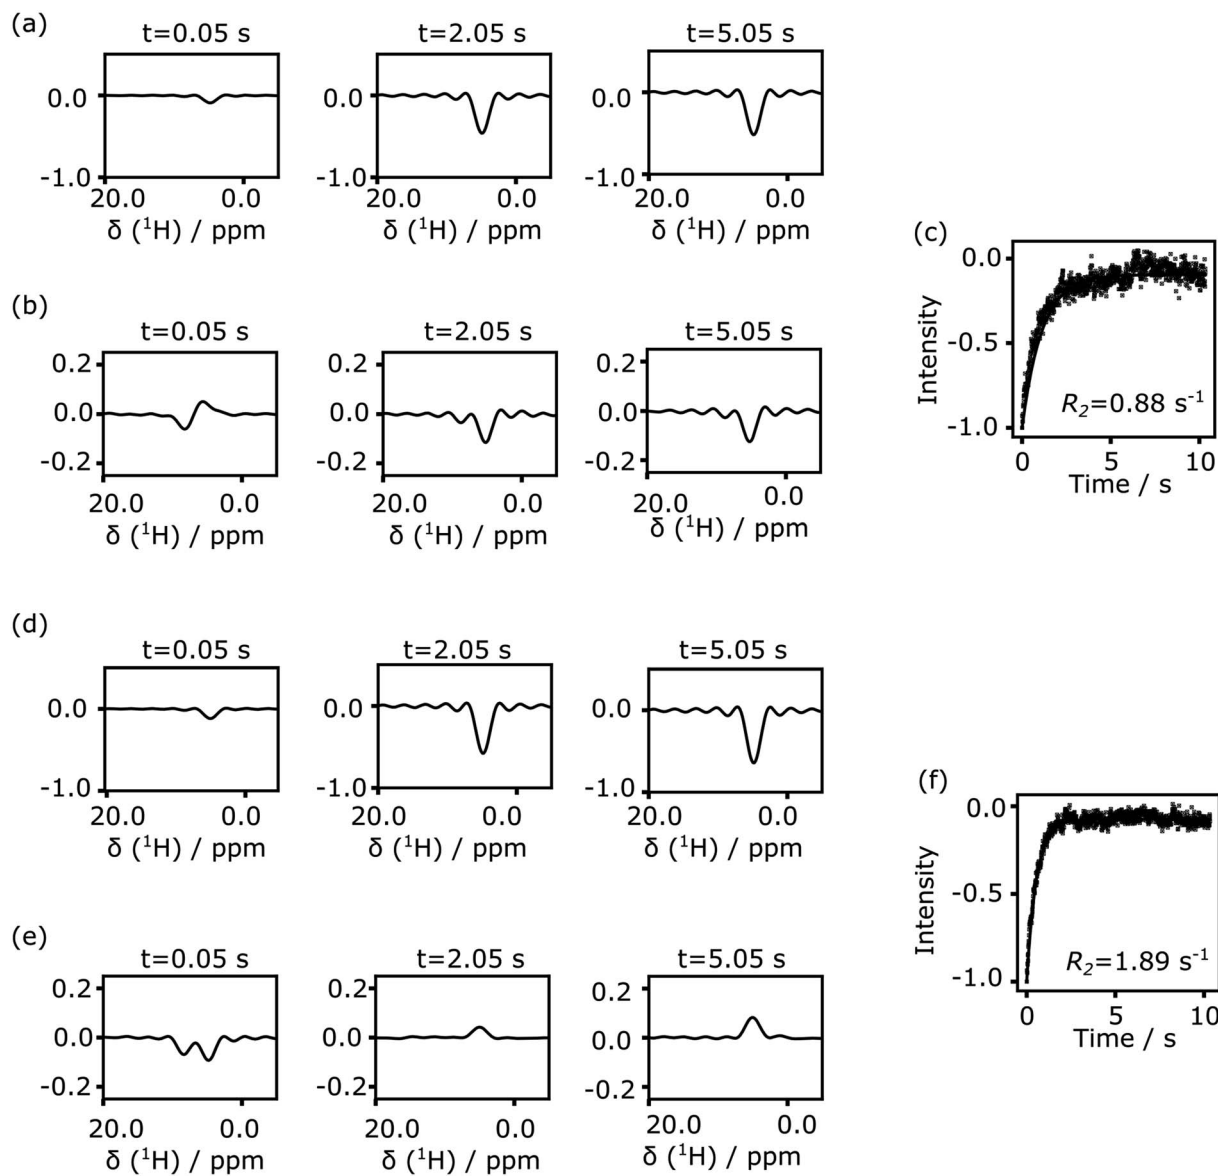 (a)
t=0.05 s t=2.05 s t=5.05 s
0.0 0.0 0.0
-1.0 -1.0 -1.0
20.0 0.0 20.0 0.0 20.0 0.0
δ (¹H) / ppm δ (¹H) / ppm δ (¹H) / ppm
(b)
t=0.05 s t=2.05 s t=5.05 s
0.2 0.2 0.2
0.0 0.0 0.0
-0.2 -0.2 -0.2
20.0 0.0 20.0 0.0 20.0 0.0
δ (¹H) / ppm δ (¹H) / ppm δ (¹H) / ppm
(c)
0.0
-0.5
-1.0
Intensity
R₂=0.88 s⁻¹
0 5 10
Time / s
(d)
t=0.05 s t=2.05 s t=5.05 s
0.0 0.0 0.0
-1.0 -1.0 -1.0
20.0 0.0 20.0 0.0 20.0 0.0
δ (¹H) / ppm δ (¹H) / ppm δ (¹H) / ppm
(e)
t=0.05 s t=2.05 s t=5.05 s
0.2 0.2 0.2
0.0 0.0 0.0
-0.2 -0.2 -0.2
20.0 0.0 20.0 0.0 20.0 0.0
δ (¹H) / ppm δ (¹H) / ppm δ (¹H) / ppm
(f)
0.0
-0.5
-1.0
Intensity
R₂=1.89 s⁻¹
0 5 10
Time / s